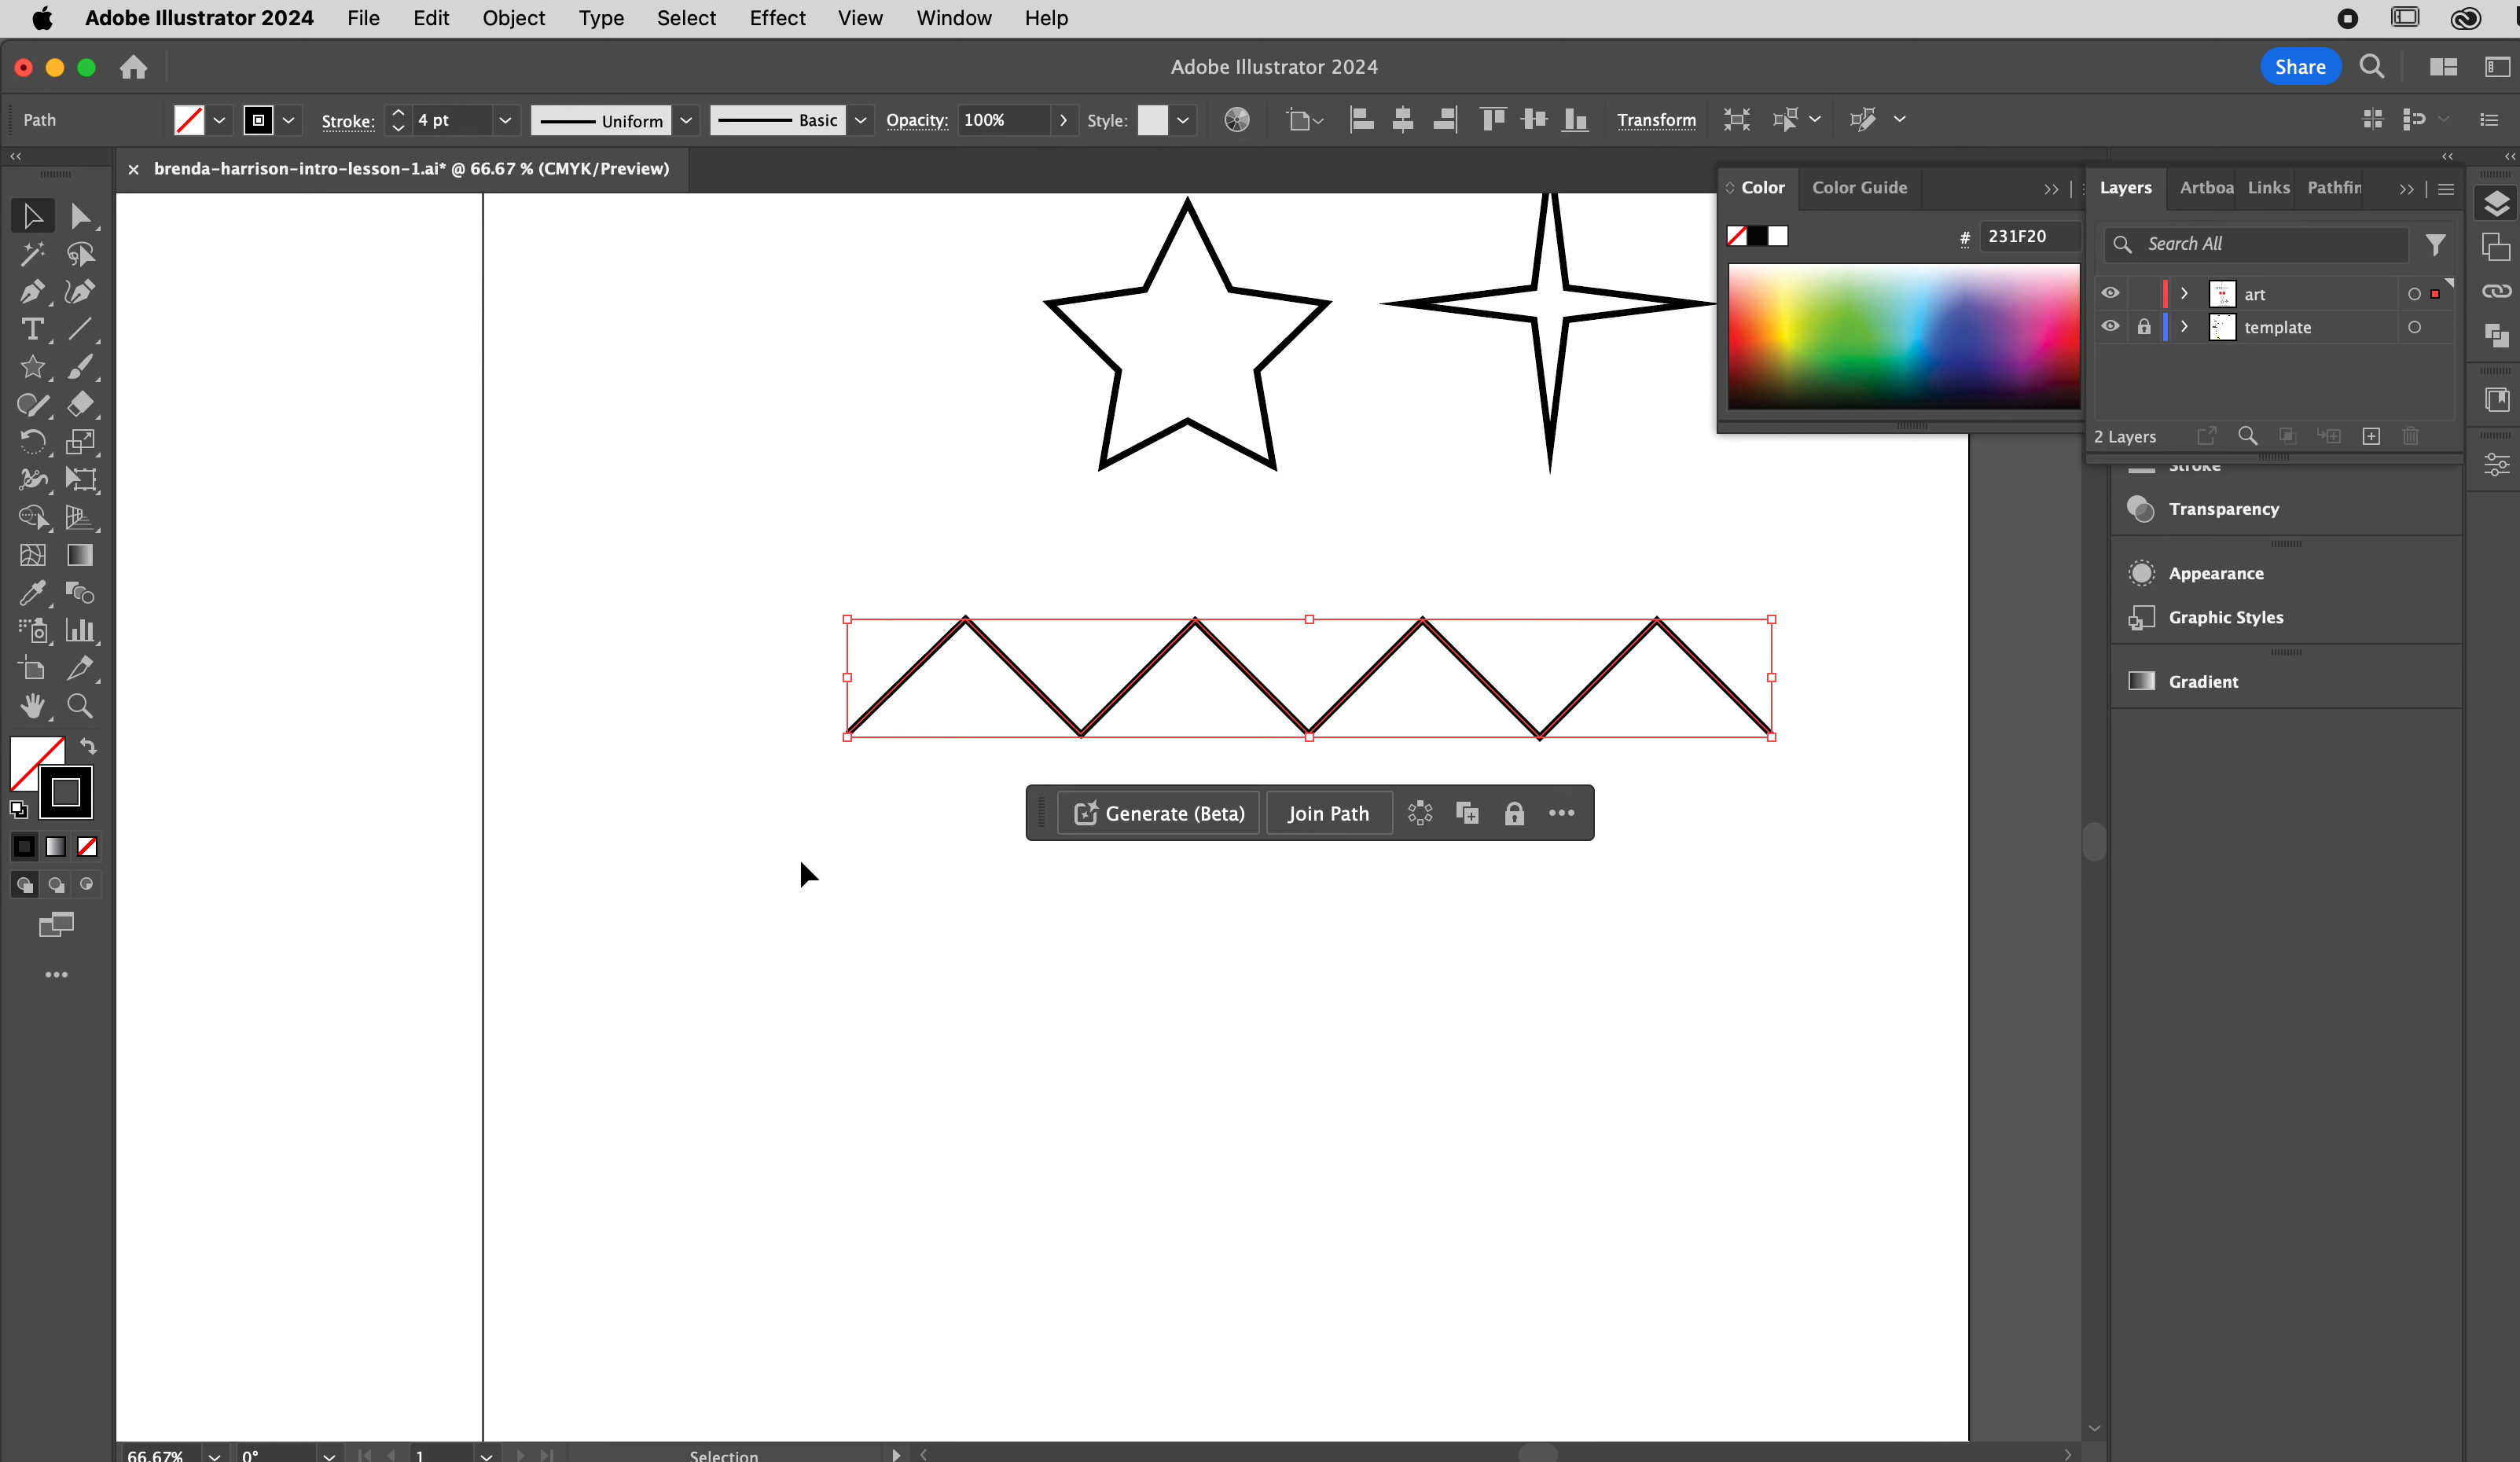 Adobe Illustrator 2024 File Edit Object Type Select Effect View Window Help
Adobe Illustrator 2024
Share
Path
Stroke: 4 pt Uniform Basic Opacity: 100% Style: Transform
brenda-harrison-intro-lesson-1.ai* @ 66.67 % (CMYK/Preview)
Color Color Guide
Layers Artboa Links Pathfin
# 231F20
Search All
art
template
2 Layers
Stroke
Transparency
Appearance
Graphic Styles
Gradient
Generate (Beta) Join Path
66.67% 0° 1 Selection